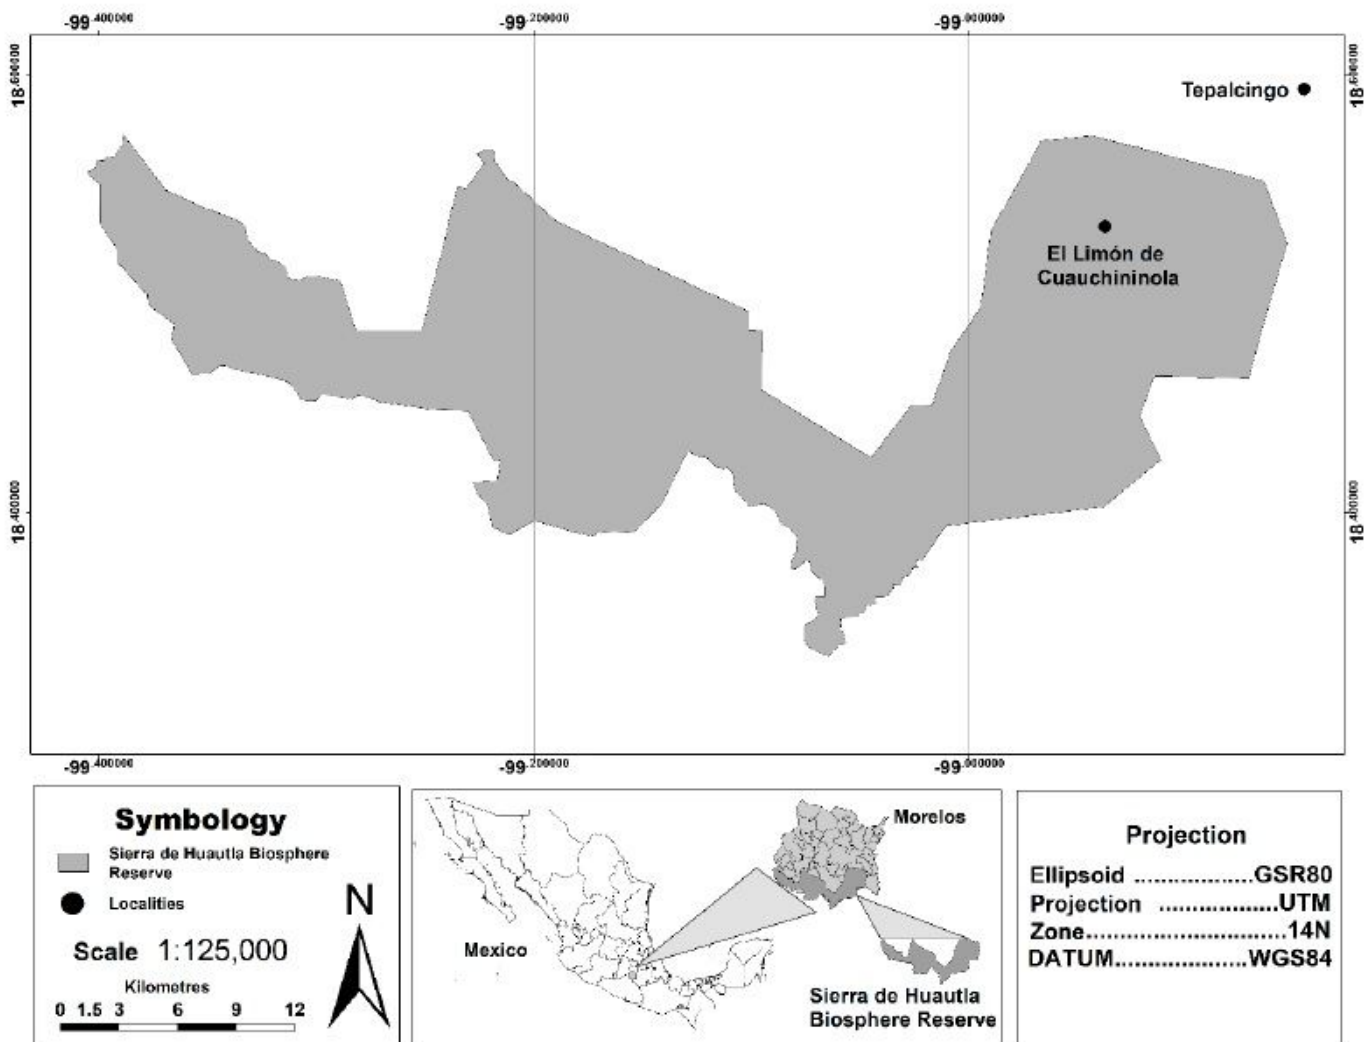 -99.400000
-99.200000
-99.000000
18.600000
18.600000
Tepalcingo
El Limón de
Cuauchininola
18.400000
18.400000
-99.400000
-99.200000
-99.000000
Symbology
Sierra de Huautla Biosphere
Reserve
Localities
N
Scale 1:125,000
Kilometres
0 1.5 3 6 9 12
Morelos
Mexico
Sierra de Huautla
Biosphere Reserve
Projection
Ellipsoid ..................GSR80
Projection ..................UTM
Zone..............................14N
DATUM....................WGS84